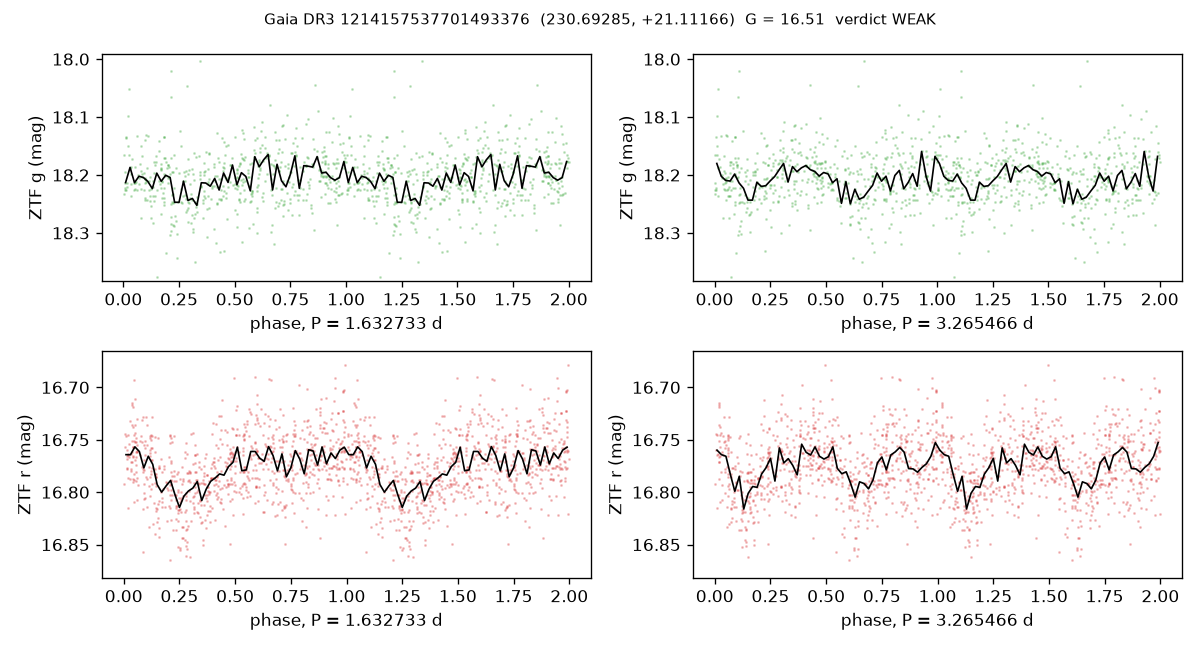 Gaia DR3 1214157537701493376 (230.69285, +21.11166) G = 16.51 verdict WEAK
18.0
18.1
18.2
18.3
ZTF g (mag)
0.00 0.25 0.50 0.75 1.00 1.25 1.50 1.75 2.00
phase, P = 1.632733 d
18.0
18.1
18.2
18.3
ZTF g (mag)
0.00 0.25 0.50 0.75 1.00 1.25 1.50 1.75 2.00
phase, P = 3.265466 d
16.70
16.75
16.80
16.85
ZTF r (mag)
0.00 0.25 0.50 0.75 1.00 1.25 1.50 1.75 2.00
phase, P = 1.632733 d
16.70
16.75
16.80
16.85
ZTF r (mag)
0.00 0.25 0.50 0.75 1.00 1.25 1.50 1.75 2.00
phase, P = 3.265466 d